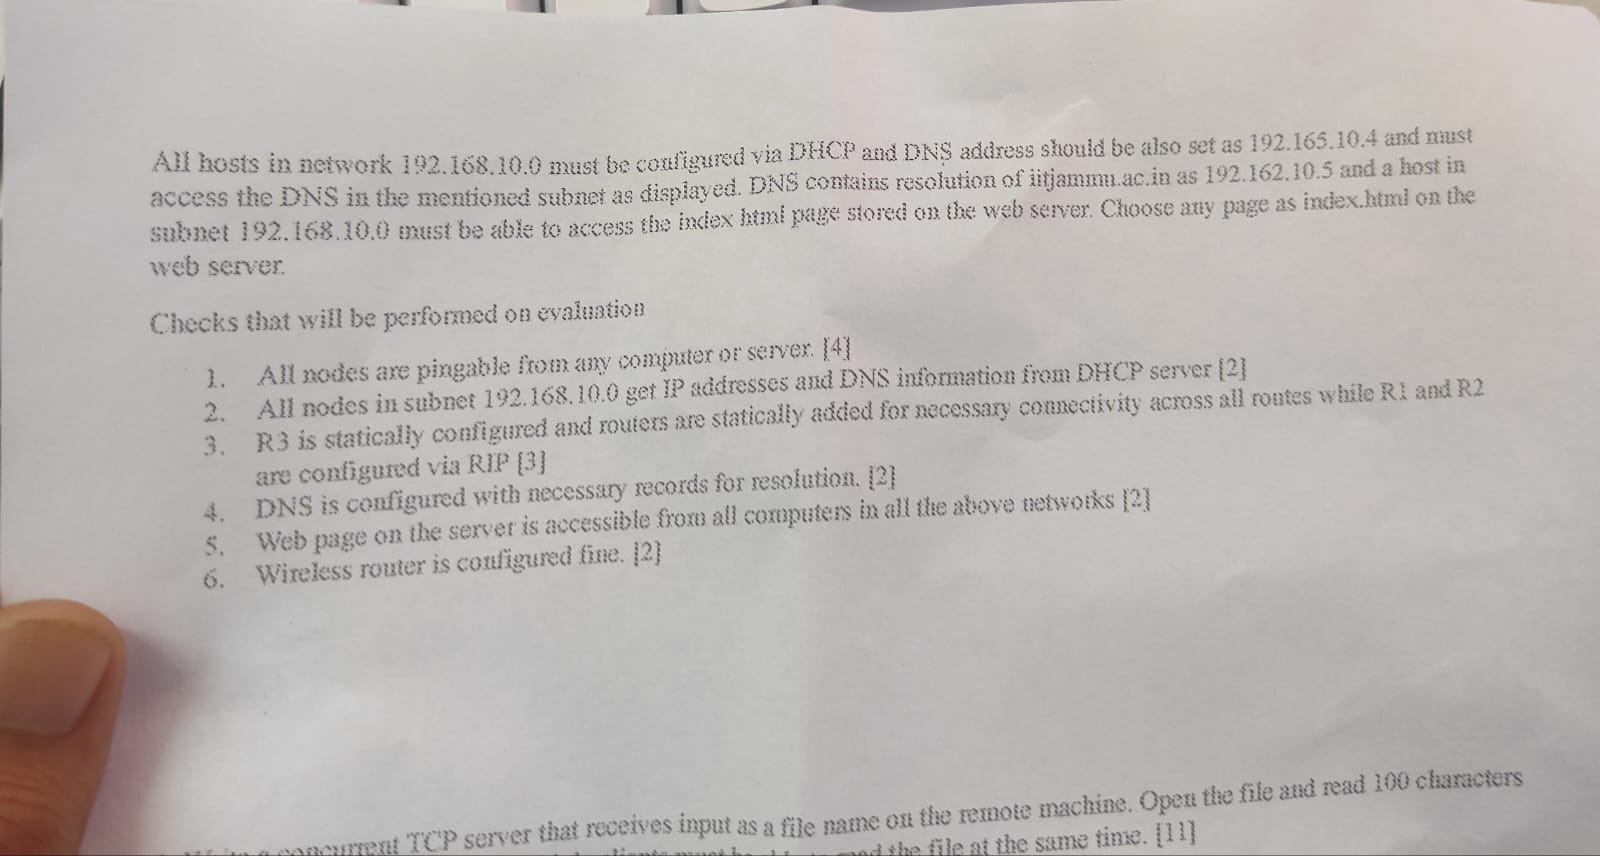 All hosts in network 192.168.10.0 must be configured via DHCP and DNS address should be also set as 192.165.10.4 and must
access the DNS in the mentioned subnet as displayed. DNS contains resolution of iitjammu.ac.in as 192.162.10.5 and a host in
subnet 192.168.10.0 must be able to access the index html page stored on the web server. Choose any page as index.html on the
web server.
Checks that will be performed on evaluation
1. All nodes are pingable from any computer or server. [4]
2. All nodes in subnet 192.168.10.0 get IP addresses and DNS information from DHCP server [2]
3. R3 is statically configured and routers are statically added for necessary connectivity across all routes while R1 and R2
are configured via RIP [3]
4. DNS is configured with necessary records for resolution. [2]
5. Web page on the server is accessible from all computers in all the above networks [2]
6. Wireless router is configured fine. [2]
concurrent TCP server that receives input as a file name on the remote machine. Open the file and read 100 characters
the file at the same time. [11]